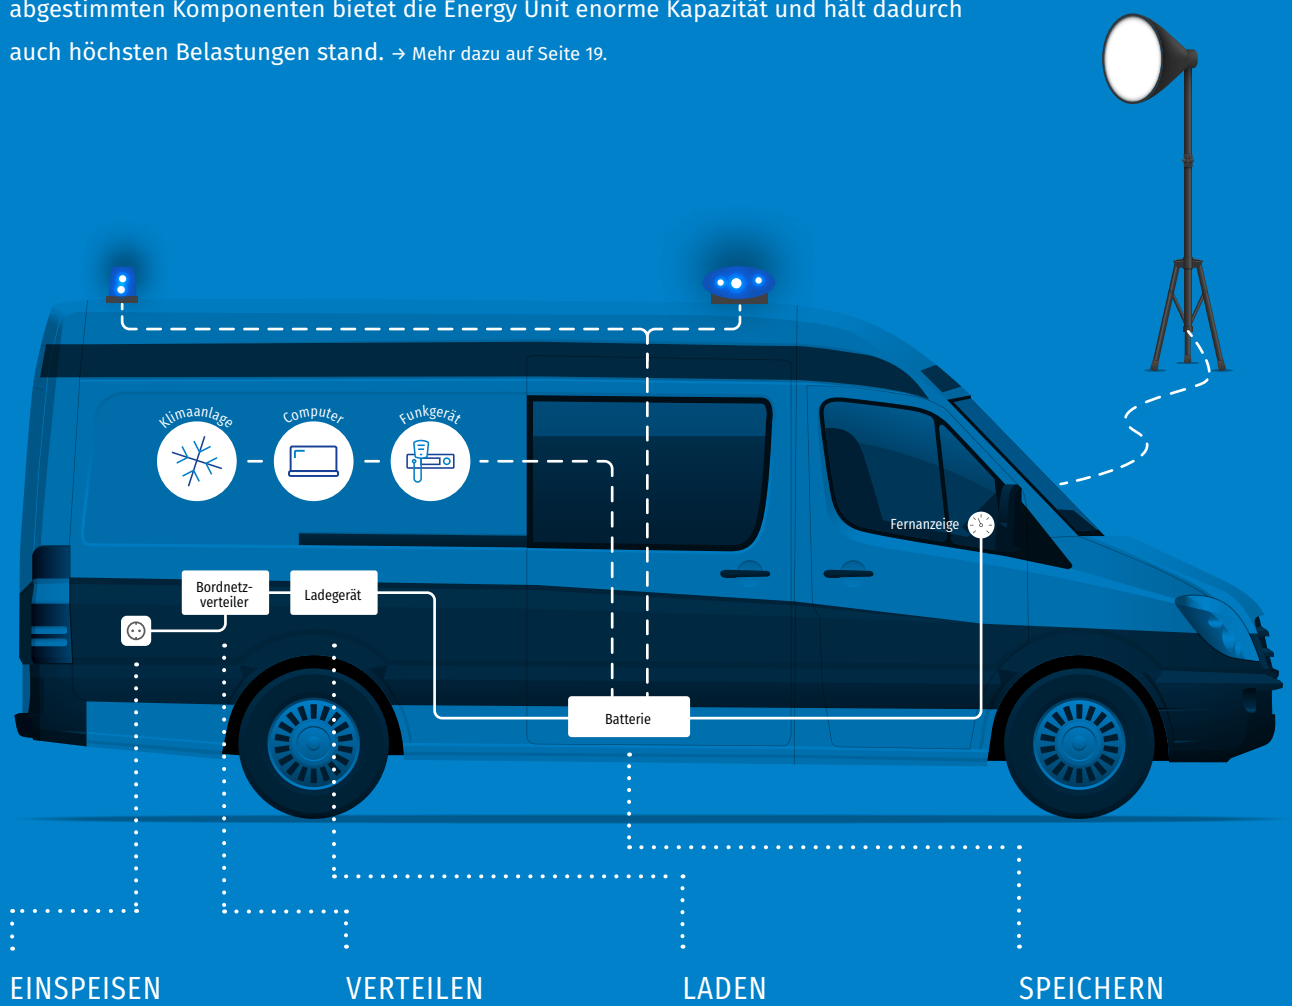 abgestimmten Komponenten bietet die Energy Unit enorme Kapazität und hält dadurch
auch höchsten Belastungen stand. → Mehr dazu auf Seite 19.
Klimaanlage
Computer
Funkgerät
Fernanzeige
Bordnetz-
verteiler
Ladegerät
Batterie
EINSPEISEN
VERTEILEN
LADEN
SPEICHERN